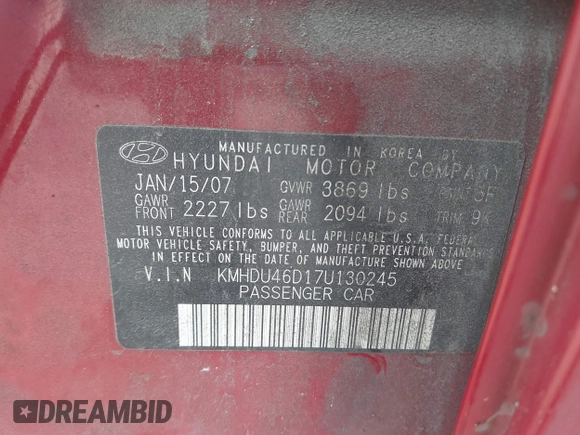 MANUFACTURED IN KOREA BY
HYUNDAI MOTOR COMPANY
JAN/15/07 GVWR 3869 lbs PAINT 3F
GAWR FRONT 2227 lbs GAWR REAR 2094 lbs TRIM 9K
THIS VEHICLE CONFORMS TO APPLICABLE U.S.A. FEDERAL
MOTOR VEHICLE SAFETY, BUMPER, AND THEFT PREVENTION STANDARDS
IN EFFECT ON THE DATE OF MANUFACTURE SHOWN ABOVE
V.I.N KMHDU46D17U130245
PASSENGER CAR
DREAMBID